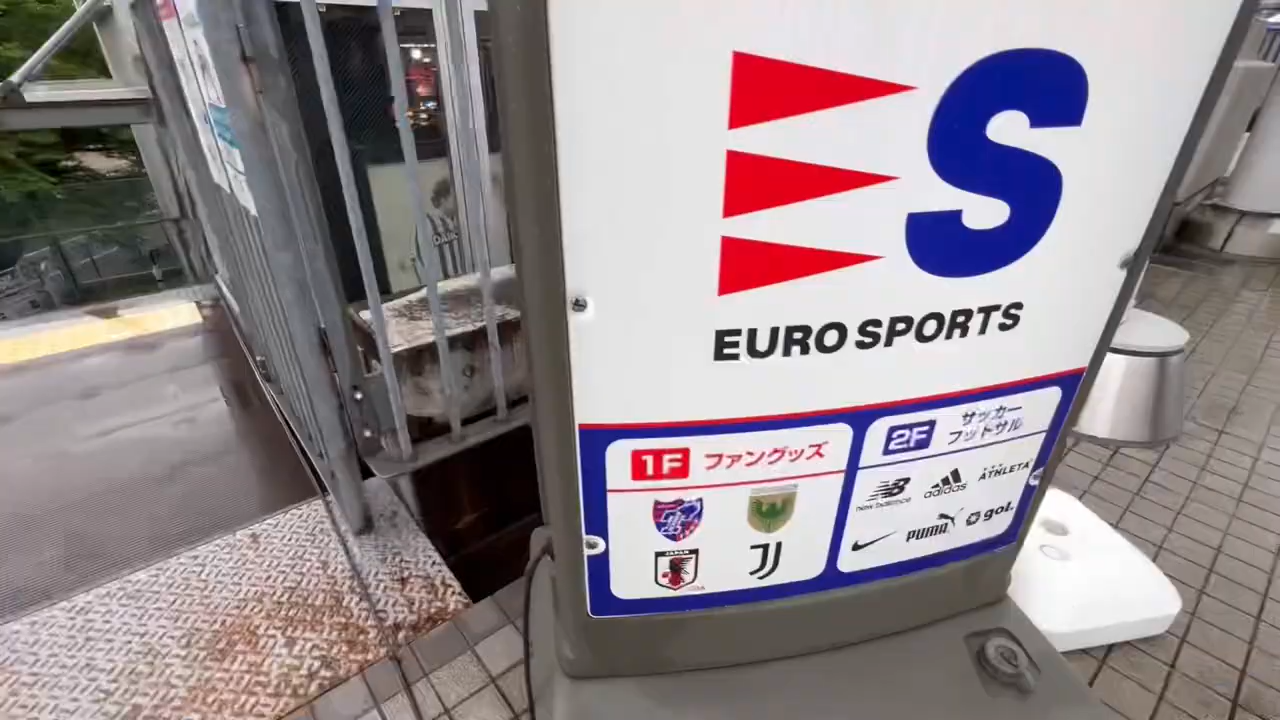 S
EURO SPORTS
1F ファングッズ
JAPAN
2F サッカー
フットサル
new balance
adidas
ATHLETA
PUMA
gol.